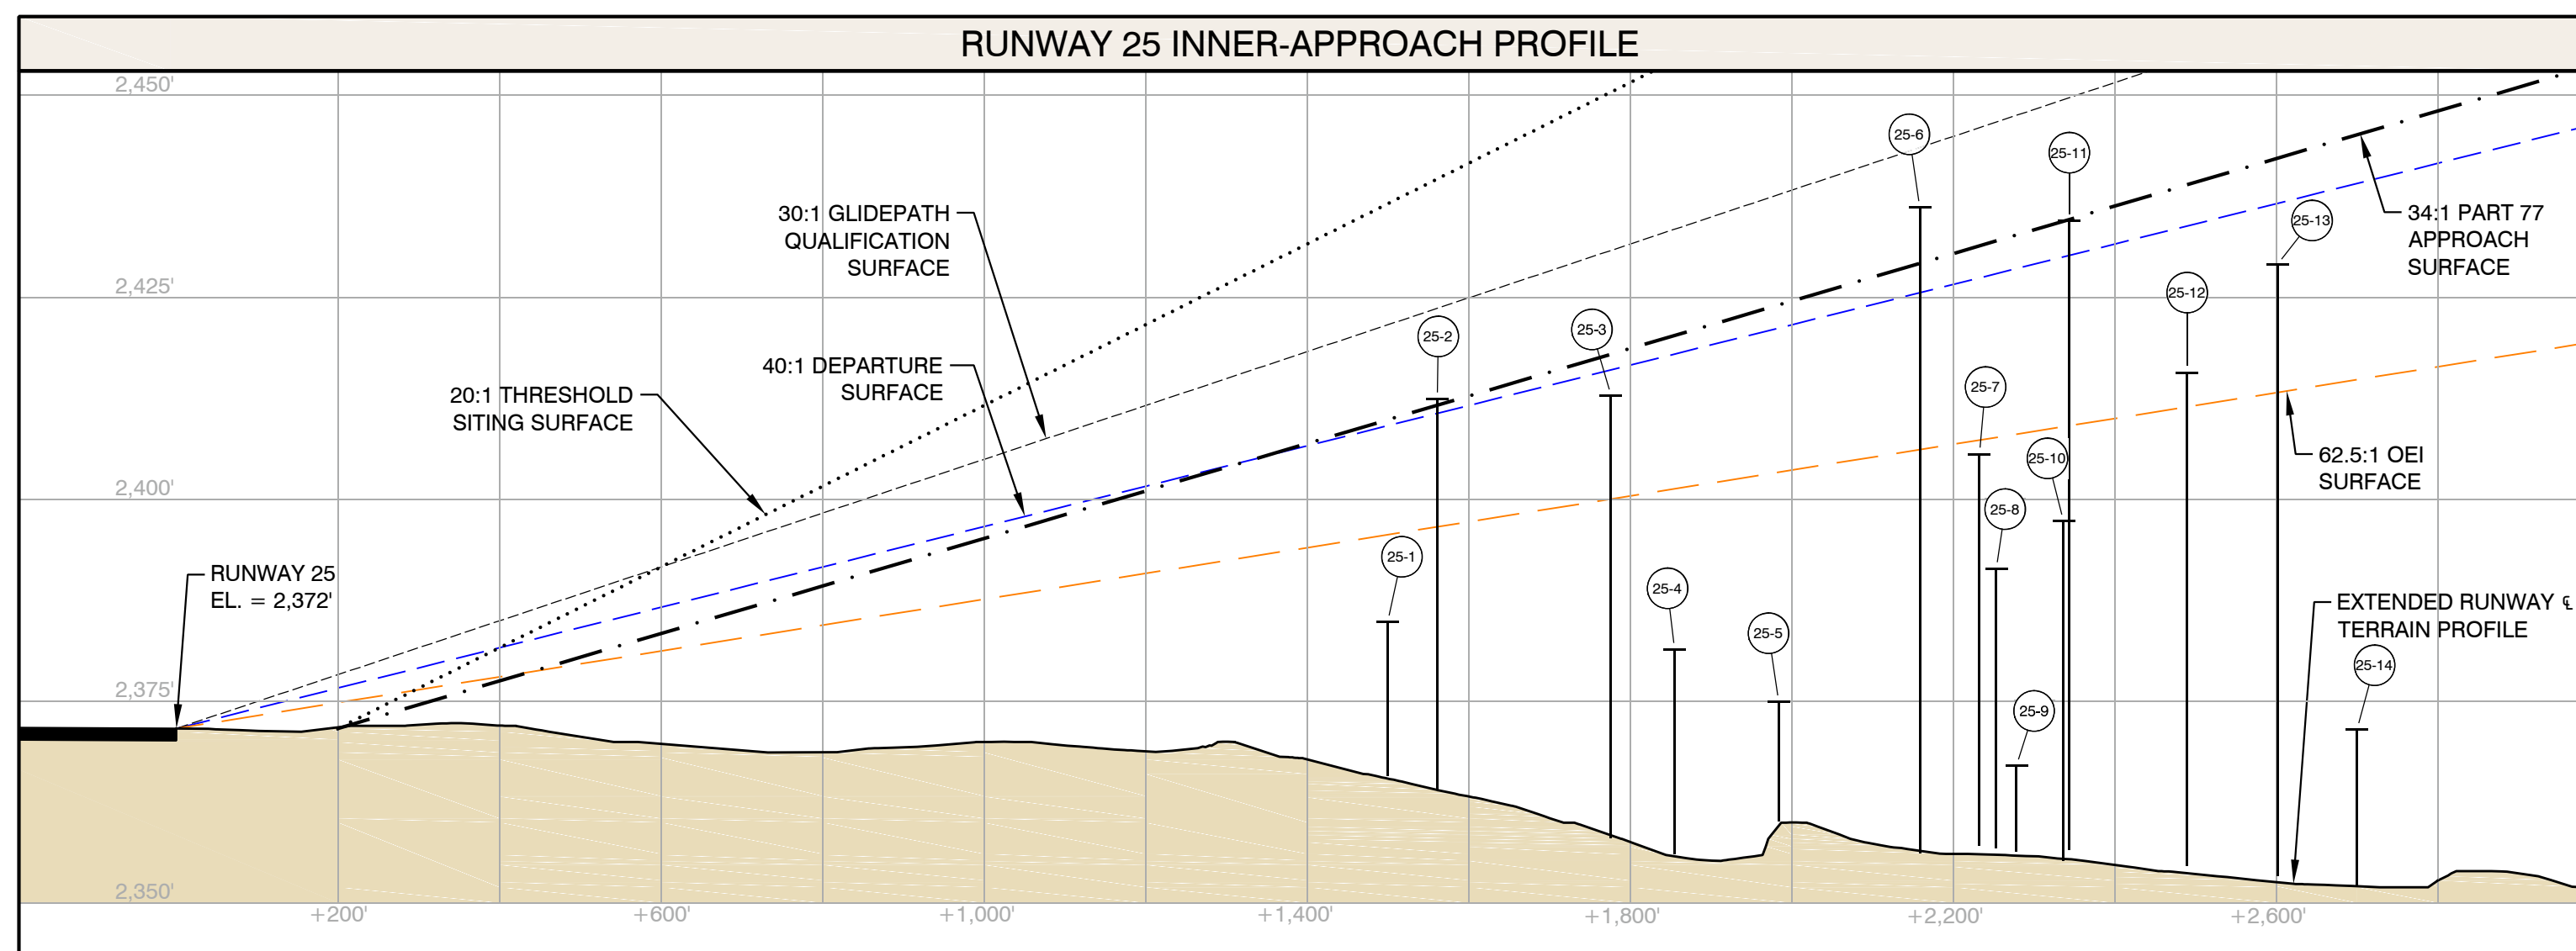 RUNWAY 25 INNER-APPROACH PROFILE
2,450'
2,425'
2,400'
2,375'
2,350'
30:1 GLIDEPATH
QUALIFICATION
SURFACE
40:1 DEPARTURE
SURFACE
20:1 THRESHOLD
SITING SURFACE
RUNWAY 25
EL. = 2,372'
34:1 PART 77
APPROACH
SURFACE
62.5:1 OEI
SURFACE
EXTENDED RUNWAY ℄
TERRAIN PROFILE
25-1
25-2
25-3
25-4
25-5
25-6
25-7
25-8
25-9
25-10
25-11
25-12
25-13
25-14
+200'
+600'
+1,000'
+1,400'
+1,800'
+2,200'
+2,600'